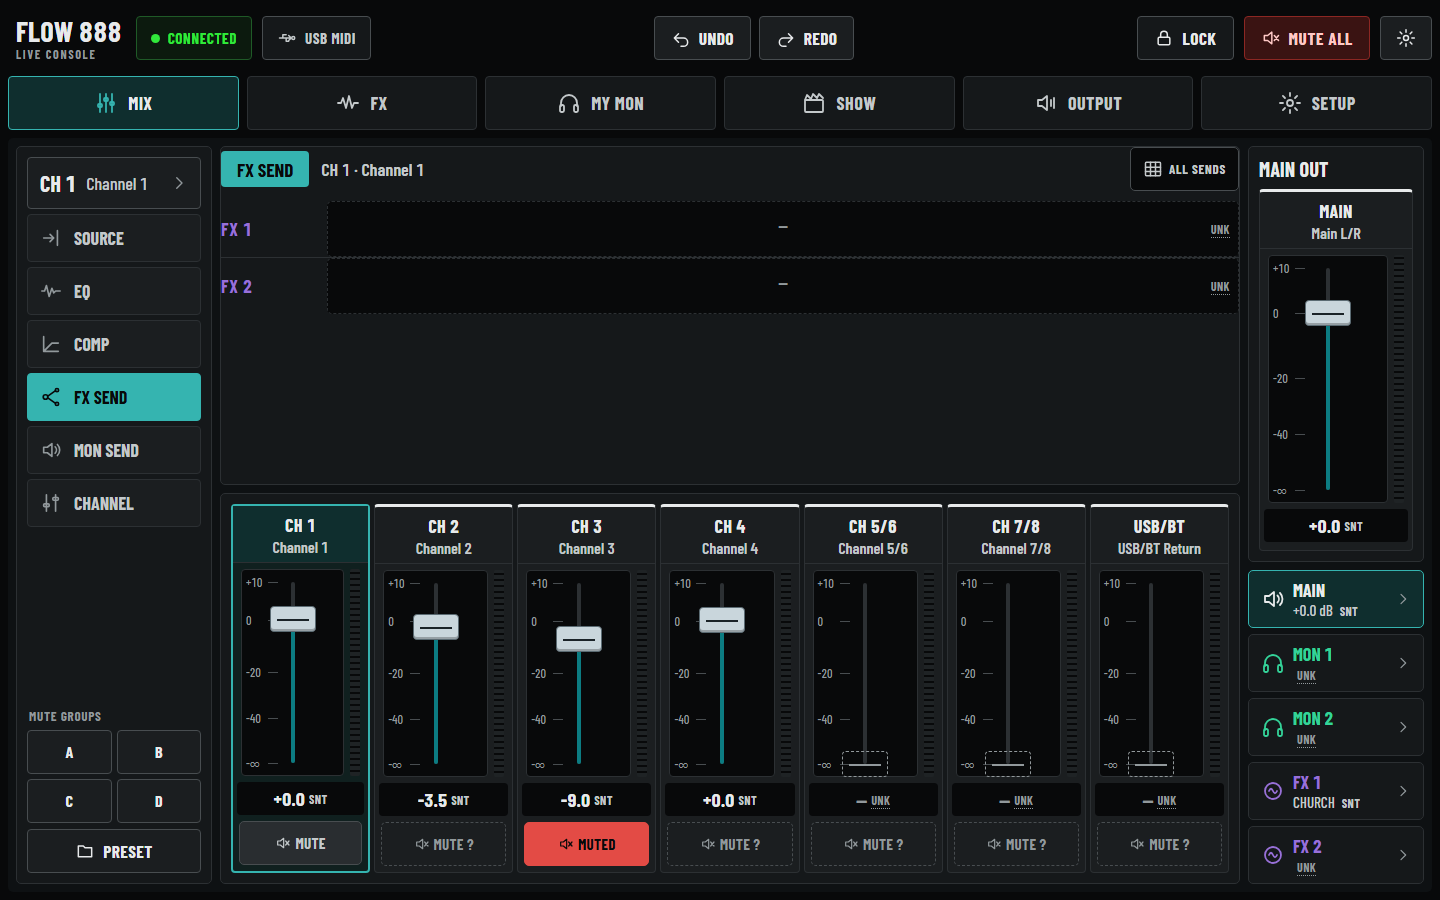 FLOW 888
LIVE CONSOLE
CONNECTED
USB MIDI
UNDO
REDO
LOCK
MUTE ALL
MIX
FX
MY MON
SHOW
OUTPUT
SETUP
CH 1 Channel 1
SOURCE
EQ
COMP
FX SEND
MON SEND
CHANNEL
MUTE GROUPS
A
B
C
D
PRESET
FX SEND
CH 1 · Channel 1
ALL SENDS
FX 1
— UNK
FX 2
— UNK
CH 1
Channel 1
+10
0
-20
-40
-∞
+0.0 SNT
MUTE
CH 2
Channel 2
+10
0
-20
-40
-∞
-3.5 SNT
MUTE ?
CH 3
Channel 3
+10
0
-20
-40
-∞
-9.0 SNT
MUTED
CH 4
Channel 4
+10
0
-20
-40
-∞
+0.0 SNT
MUTE ?
CH 5/6
Channel 5/6
+10
0
-20
-40
-∞
— UNK
MUTE ?
CH 7/8
Channel 7/8
+10
0
-20
-40
-∞
— UNK
MUTE ?
USB/BT
USB/BT Return
+10
0
-20
-40
-∞
— UNK
MUTE ?
MAIN OUT
MAIN
Main L/R
+10
0
-20
-40
-∞
+0.0 SNT
MAIN
+0.0 dB SNT
MON 1
UNK
MON 2
UNK
FX 1
CHURCH SNT
FX 2
UNK